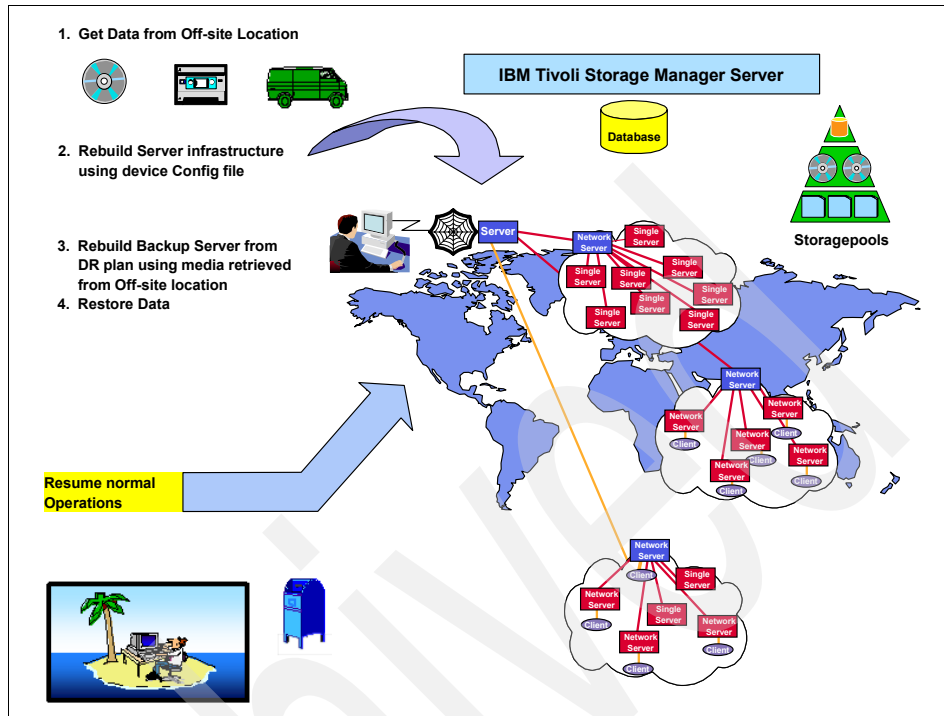 1. Get Data from Off-site Location
IBM Tivoli Storage Manager Server
Database
2. Rebuild Server infrastructure
using device Config file
3. Rebuild Backup Server from
DR plan using media retrieved
from Off-site location
4. Restore Data
Storagepools
Server
Network
Server
Single
Server
Single
Server
Single
Server
Single
Server
Single
Server
Single
Server
Single
Server
Single
Server
Network
Server
Network
Server
Client
Network
Server
Client
Network
Server
Client
Network
Server
Client
Network
Server
Client
Resume normal
Operations
Network
Server
Client
Single
Server
Network
Server
Client
Single
Server
Network
Server
Client
Network
Server
Client